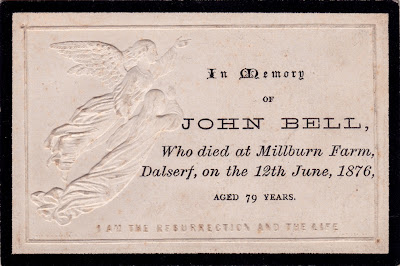 In Memory
OF
JOHN BELL,
Who died at Millburn Farm,
Dalserf, on the 12th June, 1876,
AGED 79 YEARS.
I AM THE RESURRECTION AND THE LIFE